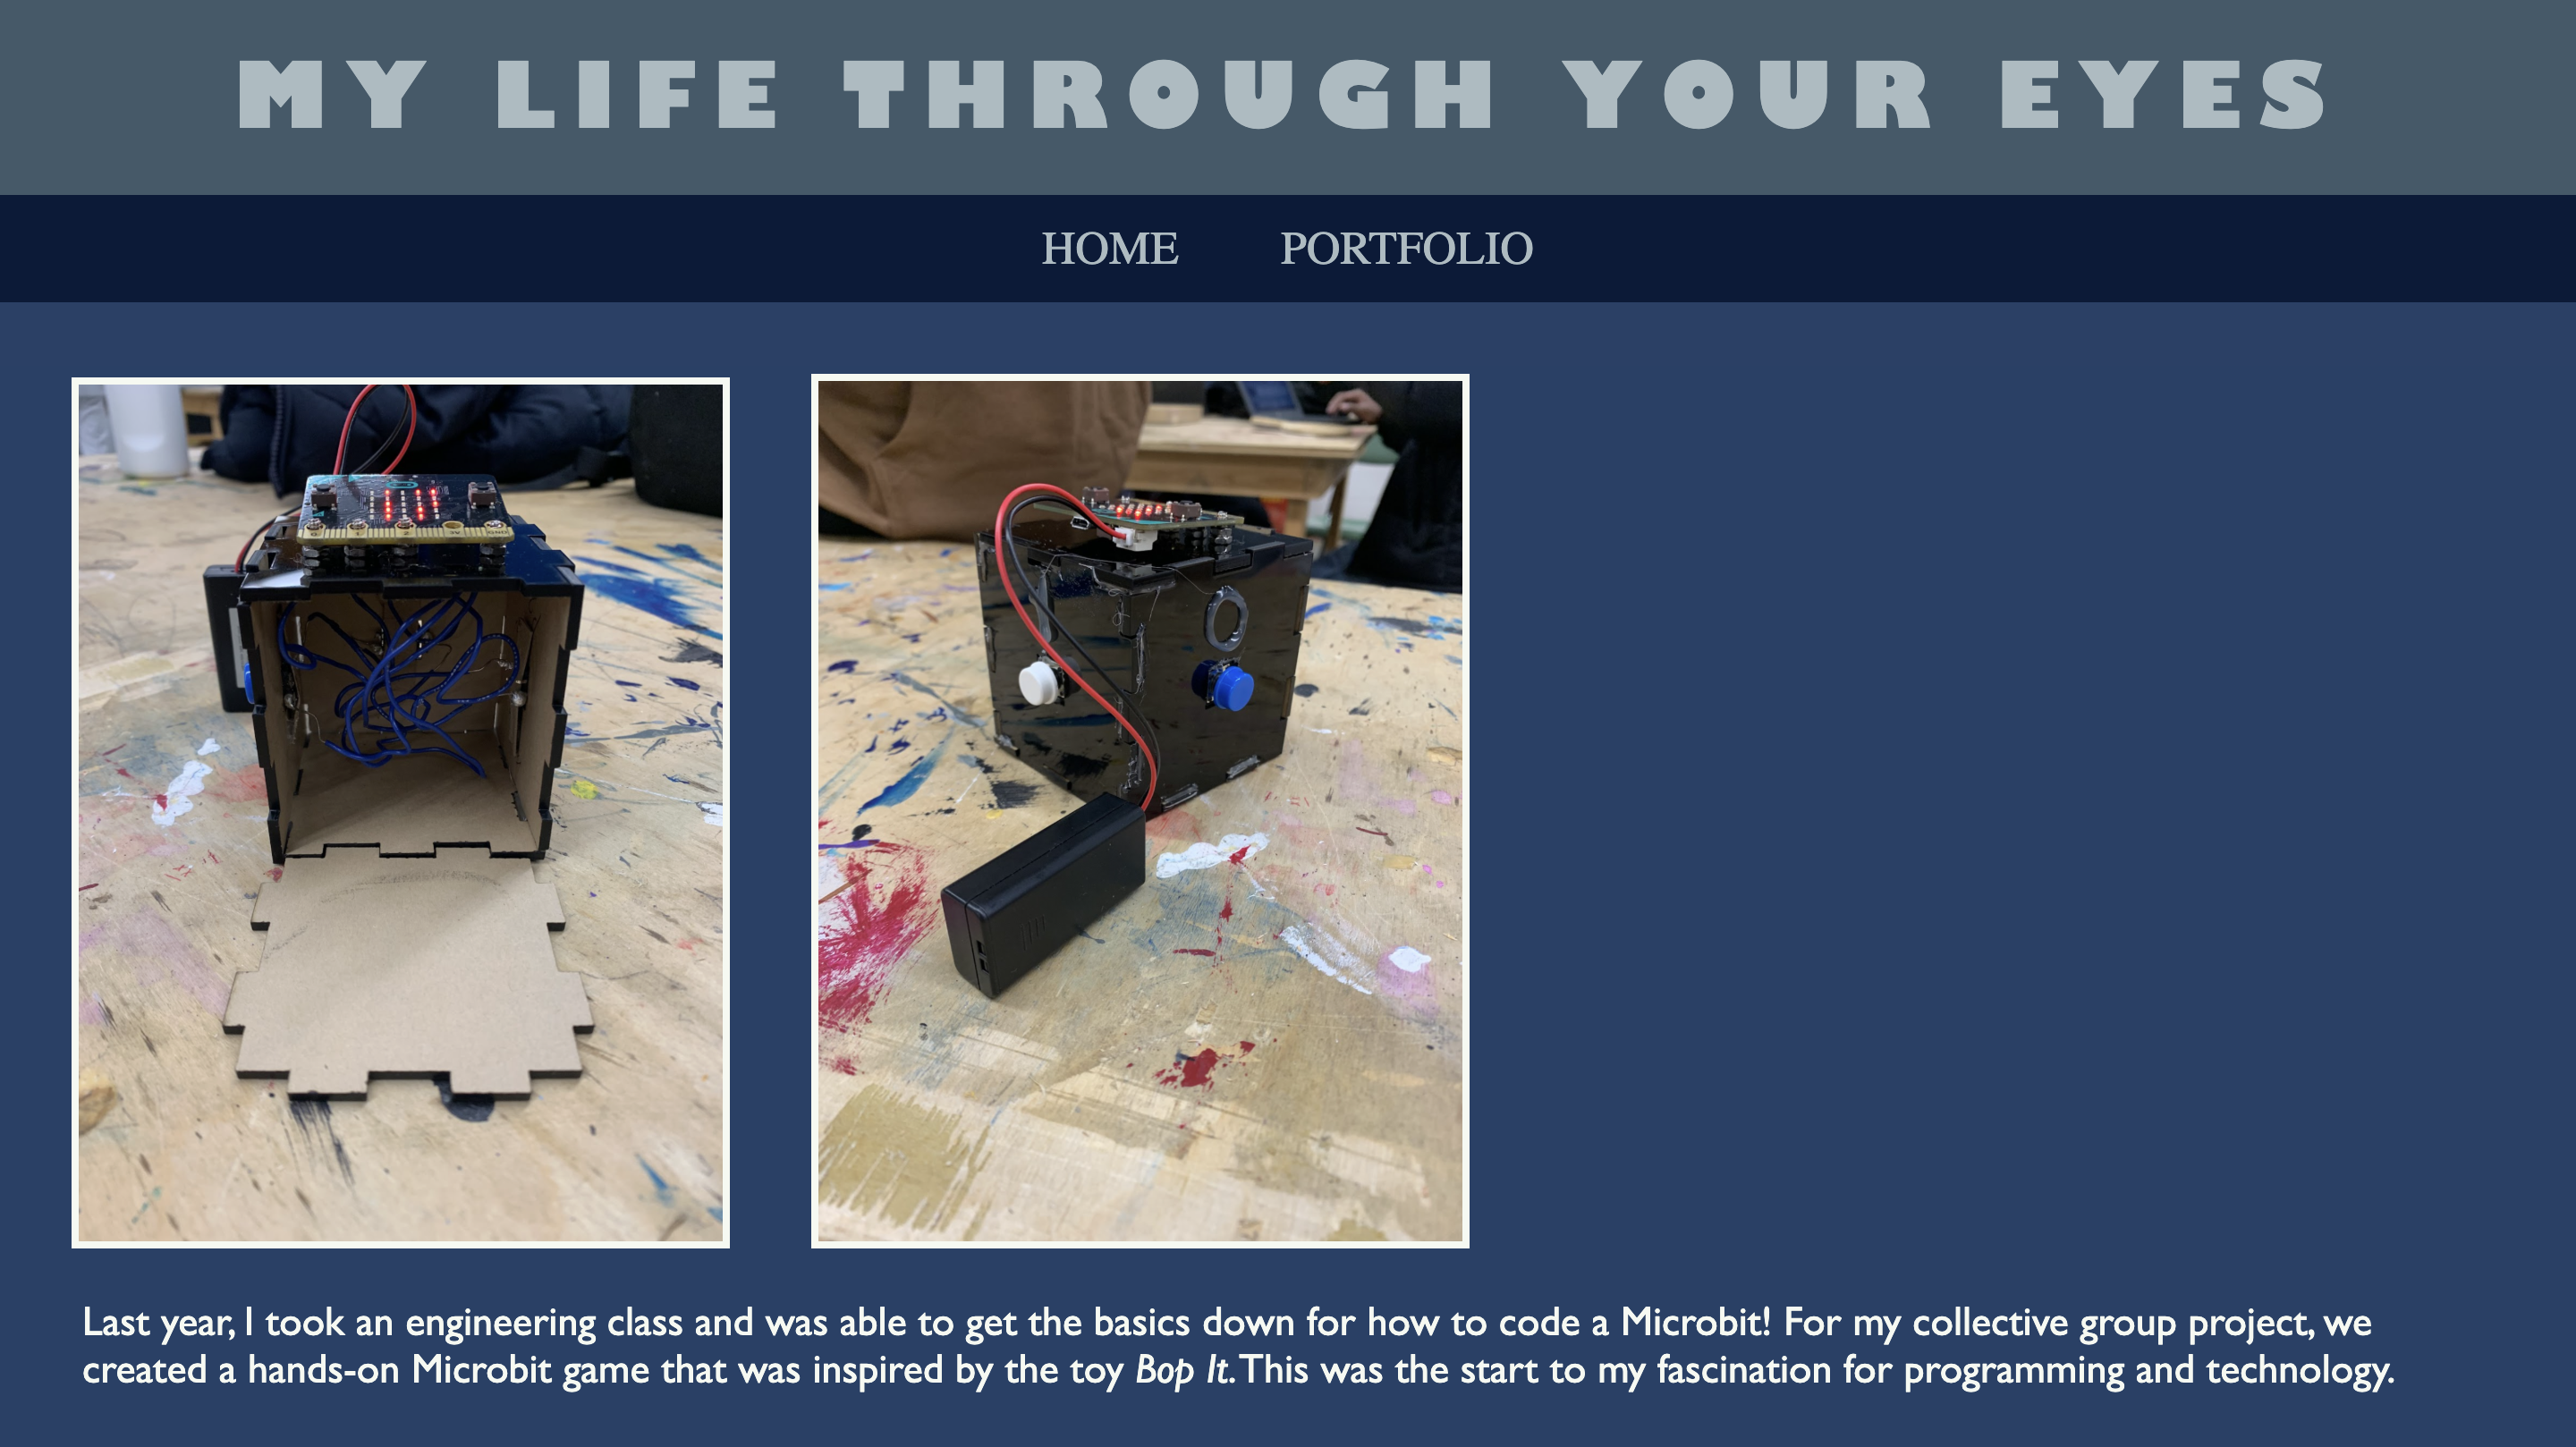 MY LIFE THROUGH YOUR EYES
HOME PORTFOLIO
Last year, I took an engineering class and was able to get the basics down for how to code a Microbit! For my collective group project, we
created a hands-on Microbit game that was inspired by the toy Bop It. This was the start to my fascination for programming and technology.